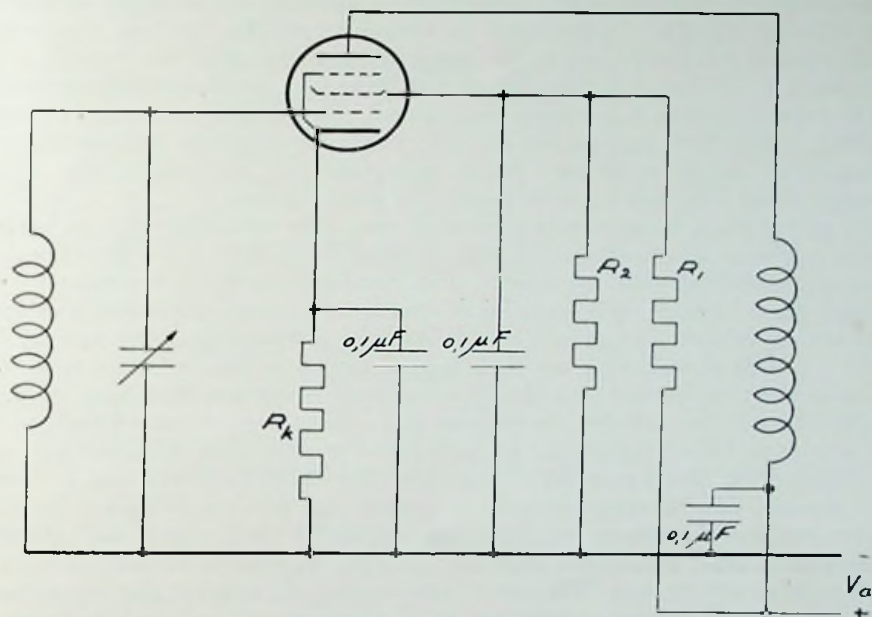 R₂
R₁
0,1 µF
0,1 µF
Rₖ
0,1 µF
Vₐ
+